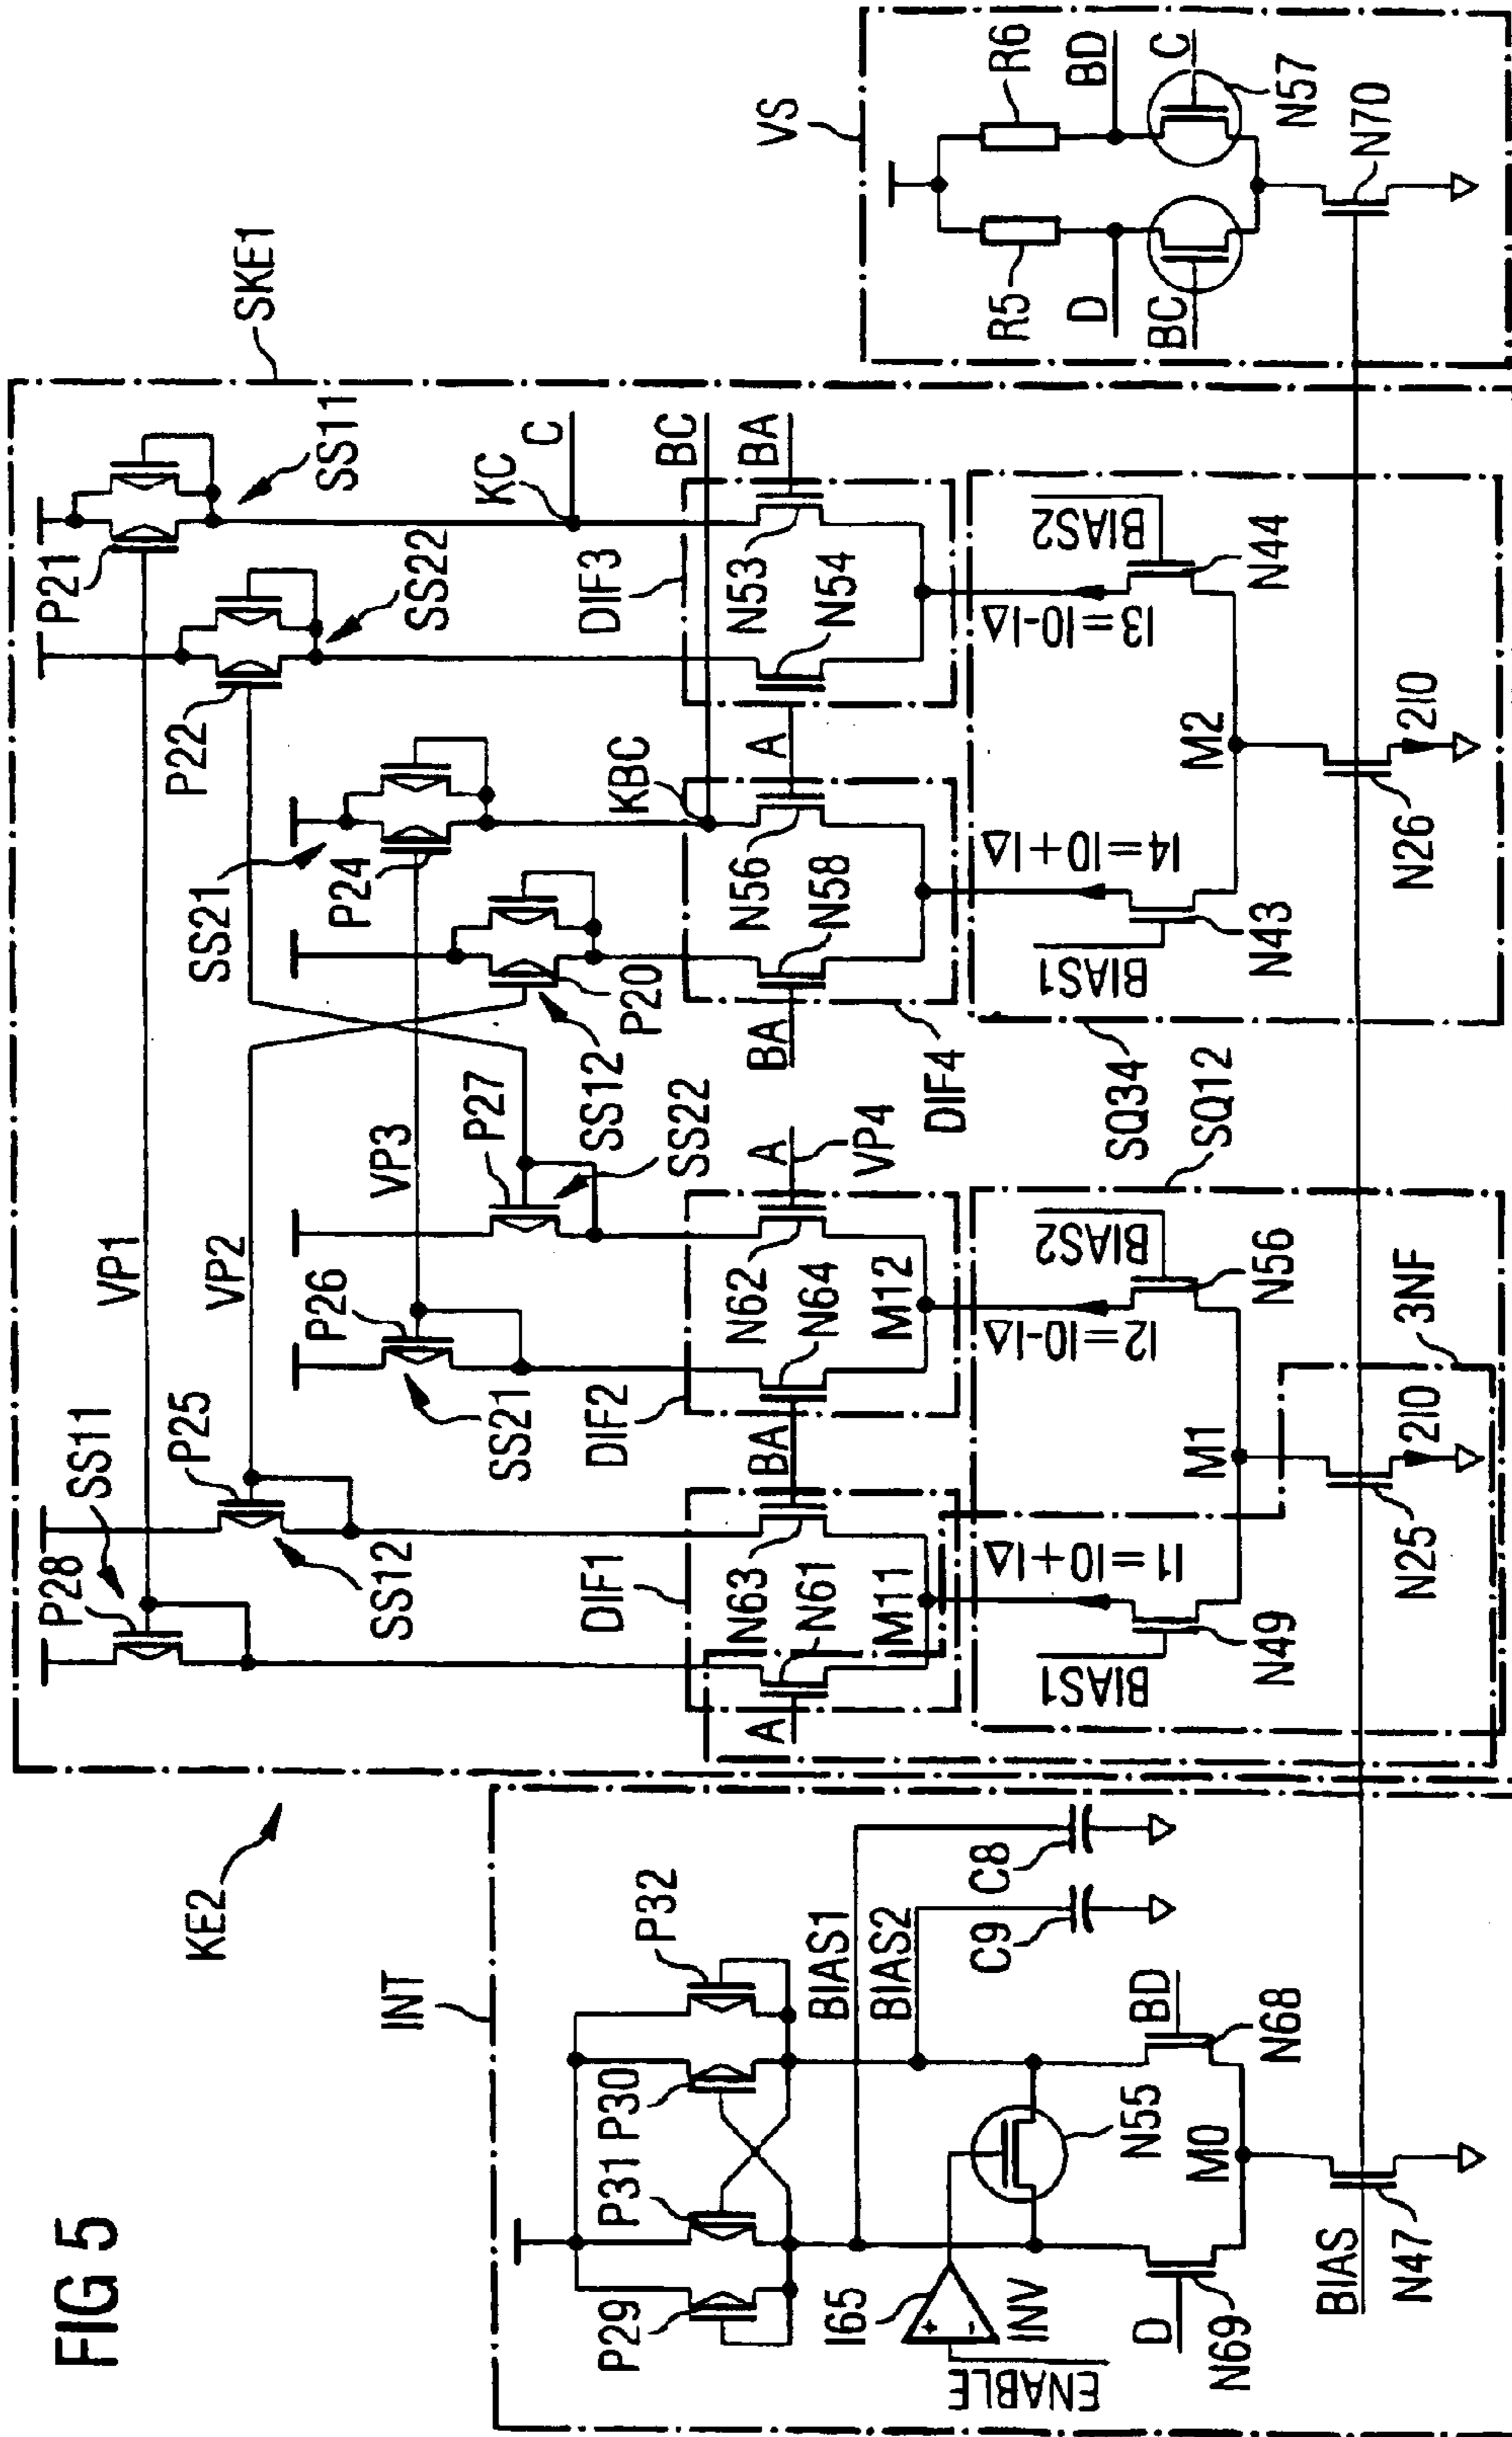 FIG 5
KE2
SKE1
INT
VS
P29
P31
P30
P32
BIAS1
BIAS2
C9
C8
I65
INV
ENABLE
N55
D
N69
M0
BD
N68
BIAS
N47
P28
SS11
P25
SS12
VP1
VP2
P26
SS21
VP3
P27
SS22
SS12
P20
SS21
P24
P22
SS22
P21
SS11
KC
C
KBC
BC
DIF1
A
N63
N61
M11
BA
DIF2
N62
N64
M12
A
VP4
BA
DIF4
N56
N58
A
DIF3
N53
N54
BA
BIAS1
I1=I0+IΔ
N49
M1
I2=I0-IΔ
BIAS2
N56
3NF
N25
2I0
SQ12
SQ34
BIAS1
I4=I0+IΔ
N43
M2
I3=I0-IΔ
BIAS2
N44
N26
2I0
R5
R6
D
BD
BC
C
N57
N70